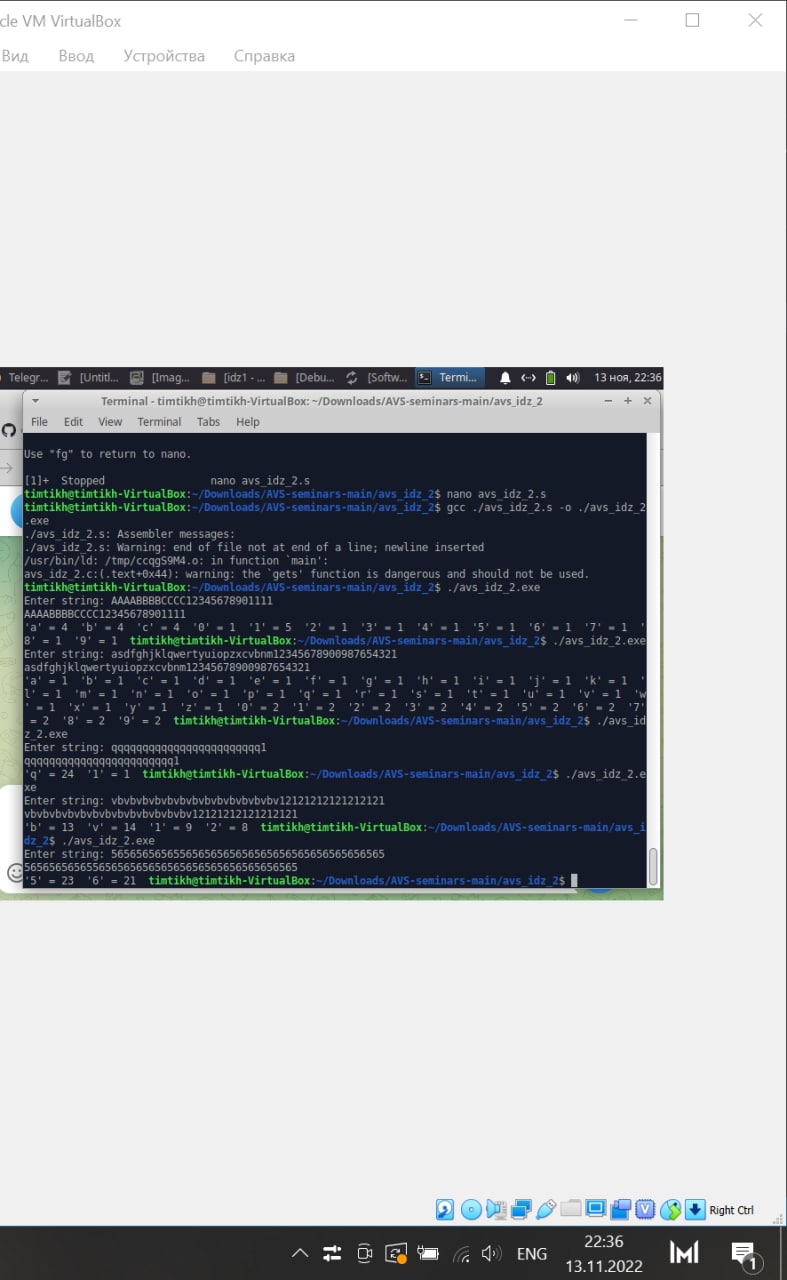 cle VM VirtualBox
Вид Ввод Устройства Справка
Telegr... [Untitl... [Imag... [idz1 - ... [Debu... [Softw... Termi... 13 ноя, 22:36
Terminal - timtikh@timtikh-VirtualBox: ~/Downloads/AVS-seminars-main/avs_idz_2
File Edit View Terminal Tabs Help
Use "fg" to return to nano.
[1]+ Stopped nano avs_idz_2.s
timtikh@timtikh-VirtualBox:~/Downloads/AVS-seminars-main/avs_idz_2$ nano avs_idz_2.s
timtikh@timtikh-VirtualBox:~/Downloads/AVS-seminars-main/avs_idz_2$ gcc ./avs_idz_2.s -o ./avs_idz_2
.exe
./avs_idz_2.s: Assembler messages:
./avs_idz_2.s: Warning: end of file not at end of a line; newline inserted
/usr/bin/ld: /tmp/ccqgS9M4.o: in function `main':
avs_idz_2.c:(.text+0x44): warning: the `gets' function is dangerous and should not be used.
timtikh@timtikh-VirtualBox:~/Downloads/AVS-seminars-main/avs_idz_2$ ./avs_idz_2.exe
Enter string: AAAABBBBCCCC12345678901111
AAAABBBBCCCC12345678901111
'a' = 4 'b' = 4 'c' = 4 '0' = 1 '1' = 5 '2' = 1 '3' = 1 '4' = 1 '5' = 1 '6' = 1 '7' = 1 '
8' = 1 '9' = 1 timtikh@timtikh-VirtualBox:~/Downloads/AVS-seminars-main/avs_idz_2$ ./avs_idz_2.exe
Enter string: asdfghjklqwertyuiopzxcvbnm12345678900987654321
asdfghjklqwertyuiopzxcvbnm12345678900987654321
'a' = 1 'b' = 1 'c' = 1 'd' = 1 'e' = 1 'f' = 1 'g' = 1 'h' = 1 'i' = 1 'j' = 1 'k' = 1 '
l' = 1 'm' = 1 'n' = 1 'o' = 1 'p' = 1 'q' = 1 'r' = 1 's' = 1 't' = 1 'u' = 1 'v' = 1 'w
' = 1 'x' = 1 'y' = 1 'z' = 1 '0' = 2 '1' = 2 '2' = 2 '3' = 2 '4' = 2 '5' = 2 '6' = 2 '7'
= 2 '8' = 2 '9' = 2 timtikh@timtikh-VirtualBox:~/Downloads/AVS-seminars-main/avs_idz_2$ ./avs_id
z_2.exe
Enter string: qqqqqqqqqqqqqqqqqqqqqqqq1
qqqqqqqqqqqqqqqqqqqqqqqq1
'q' = 24 '1' = 1 timtikh@timtikh-VirtualBox:~/Downloads/AVS-seminars-main/avs_idz_2$ ./avs_idz_2.e
xe
Enter string: vbvbvbvbvbvbvbvbvbvbvbvbvbv12121212121212121
vbvbvbvbvbvbvbvbvbvbvbvbvbv12121212121212121
'b' = 13 'v' = 14 '1' = 9 '2' = 8 timtikh@timtikh-VirtualBox:~/Downloads/AVS-seminars-main/avs_i
dz_2$ ./avs_idz_2.exe
Enter string: 56565656565565656565656565656565656565656565
56565656565565656565656565656565656565656565
'5' = 23 '6' = 21 timtikh@timtikh-VirtualBox:~/Downloads/AVS-seminars-main/avs_idz_2$
Right Ctrl
ENG
22:36
13.11.2022
1